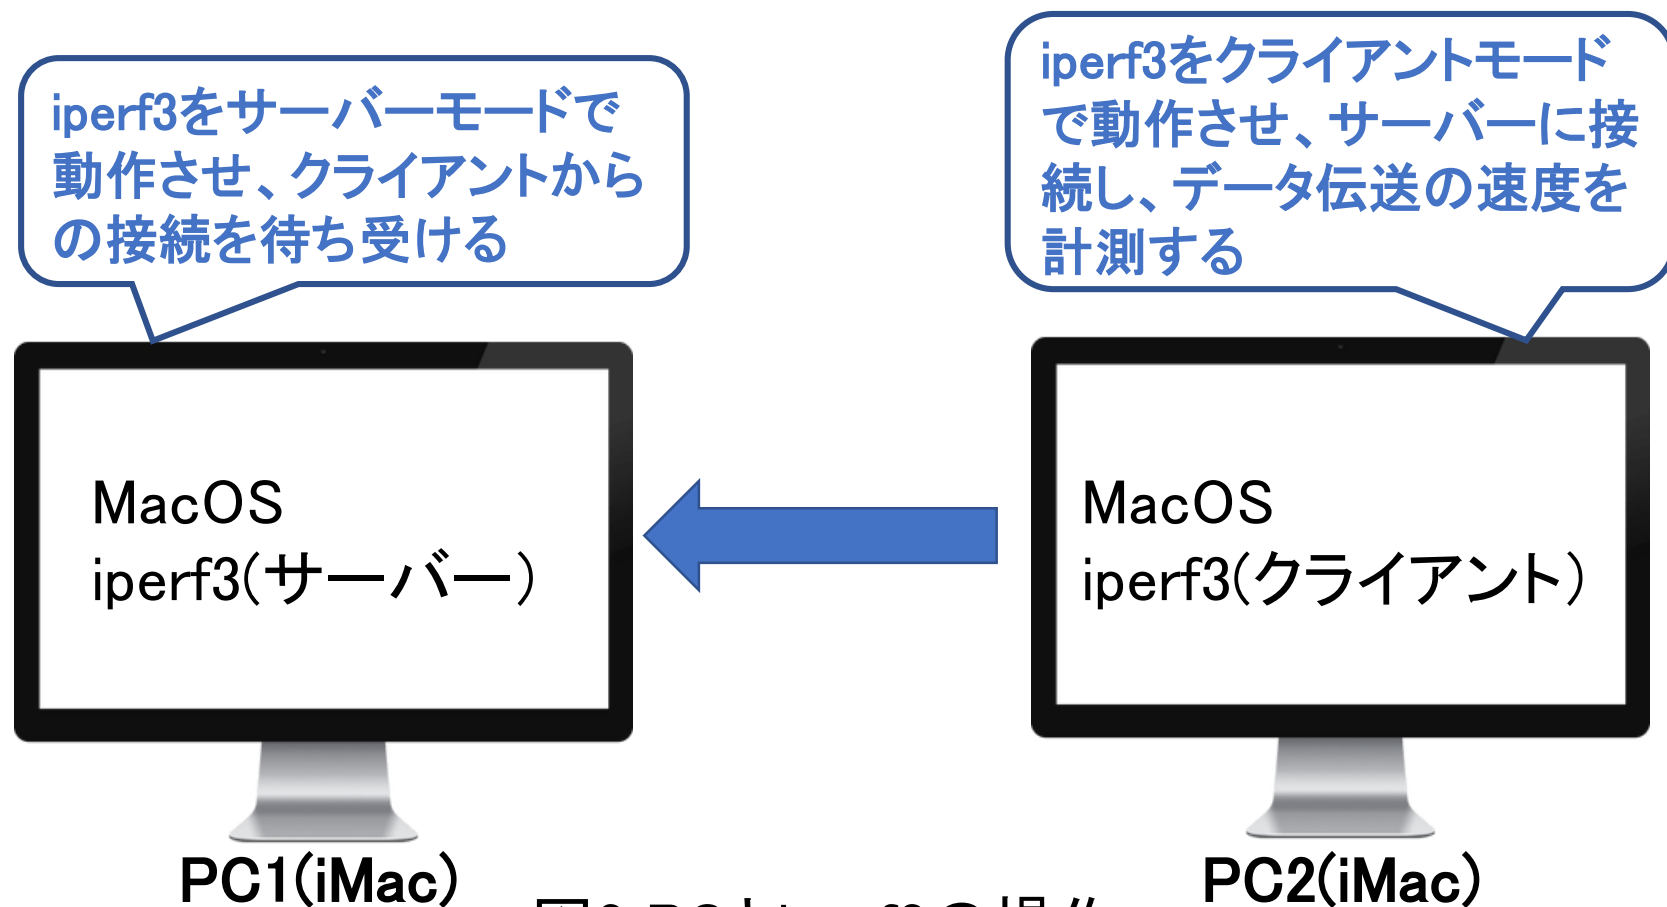 iperf3をサーバーモードで
動作させ、クライアントから
の接続を待ち受ける
iperf3をクライアントモード
で動作させ、サーバーに接
続し、データ伝送の速度を
計測する
MacOS
iperf3(サーバー)
MacOS
iperf3(クライアント)
PC1(iMac)
PC2(iMac)